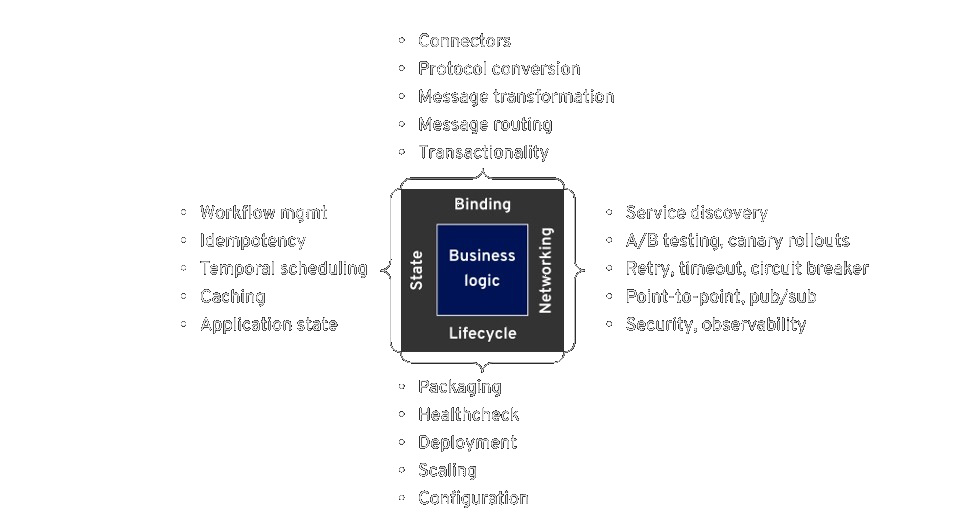 Connectors
Protocol conversion
Message transformation
Message routing
Transactionality
Workflow mgmt
Idempotency
Temporal scheduling
Caching
Application state
Binding
State
Business
logic
Networking
Lifecycle
Service discovery
A/B testing, canary rollouts
Retry, timeout, circuit breaker
Point-to-point, pub/sub
Security, observability
Packaging
Healthcheck
Deployment
Scaling
Configuration